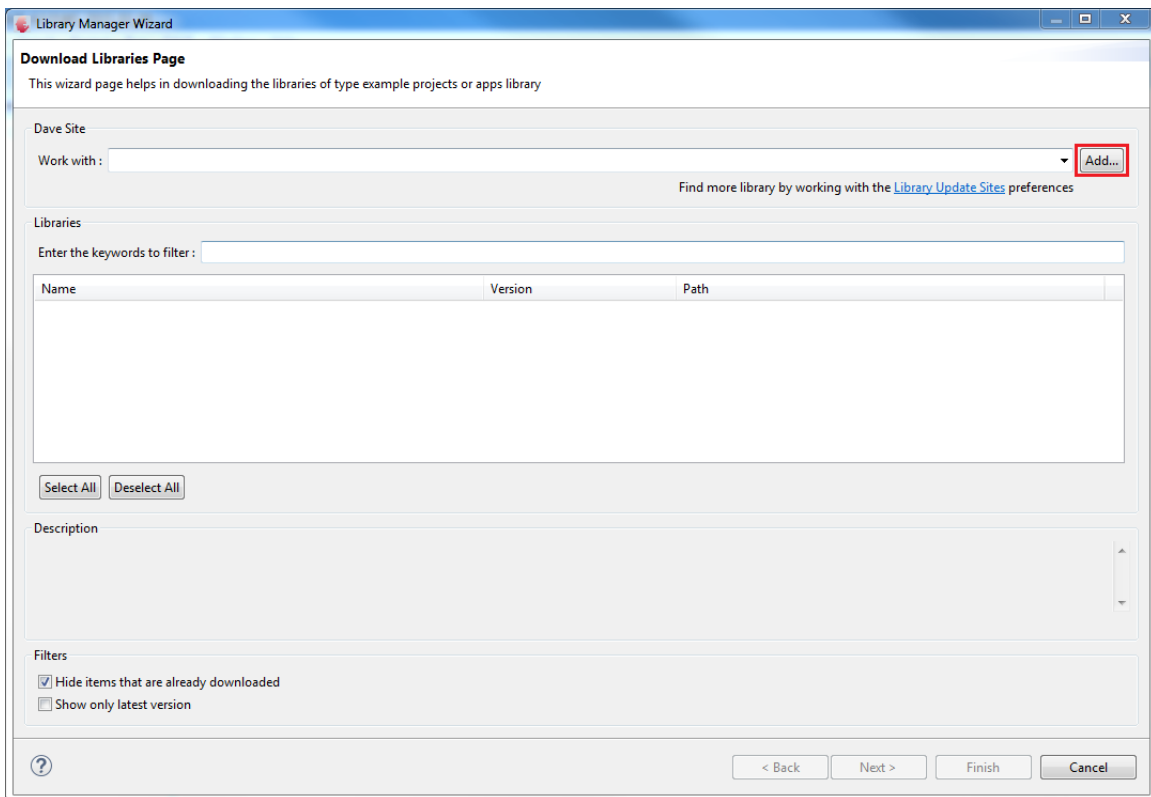 Library Manager Wizard
Download Libraries Page
This wizard page helps in downloading the libraries of type example projects or apps library
Dave Site
Work with :
Add...
Find more library by working with the Library Update Sites preferences
Libraries
Enter the keywords to filter :
Name Version Path
Select All Deselect All
Description
Filters
Hide items that are already downloaded
Show only latest version
? < Back Next > Finish Cancel